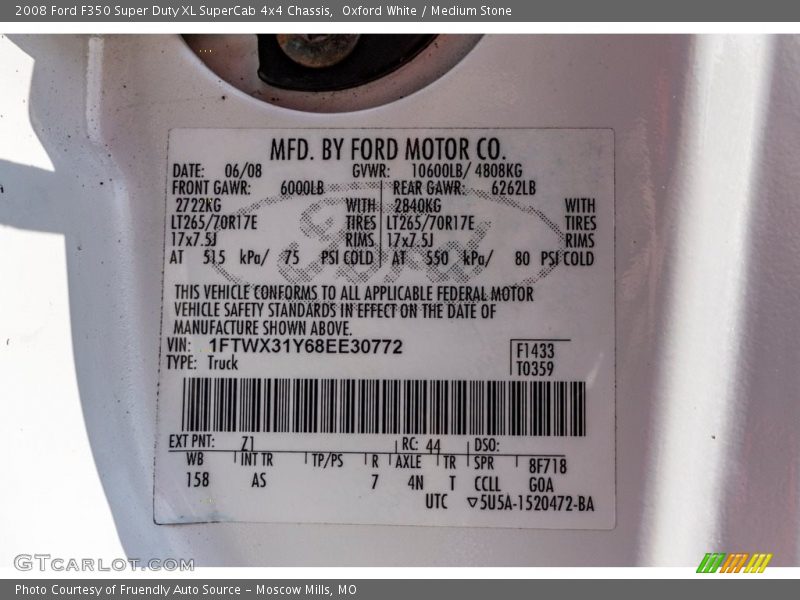 2008 Ford F350 Super Duty XL SuperCab 4x4 Chassis, Oxford White / Medium Stone
MFD. BY FORD MOTOR CO.
DATE: 06/08 GVWR: 10600LB/ 4808KG
FRONT GAWR: 6000LB REAR GAWR: 6262LB
2722KG WITH 2840KG WITH
LT265/70R17E TIRES LT265/70R17E TIRES
17x7.5J RIMS 17x7.5J RIMS
AT 515 kPa/ 75 PSI COLD AT 550 kPa/ 80 PSI COLD
Ford
THIS VEHICLE CONFORMS TO ALL APPLICABLE FEDERAL MOTOR
VEHICLE SAFETY STANDARDS IN EFFECT ON THE DATE OF
MANUFACTURE SHOWN ABOVE.
VIN: 1FTWX31Y68EE30772
F1433
TYPE: Truck
T0359
EXT PNT: Z1 RC: 44 DSO:
WB INT TR TP/PS R AXLE TR SPR 8F718
158 AS 7 4N T CCLL GOA
UTC ▽5U5A-1520472-BA
GTCARLOT.COM
Photo Courtesy of Fruendly Auto Source - Moscow Mills, MO